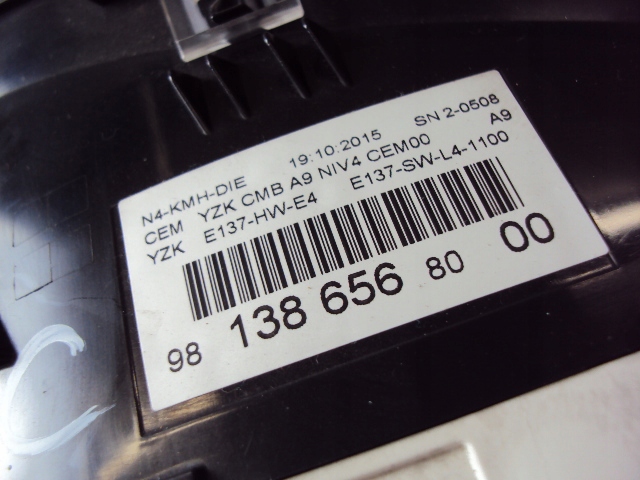 N4-KMH-DIE 19:10:2015 SN 2-0508
CEM YZK CMB A9 NIV4 CEM00 A9
YZK E137-HW-E4 E137-SW-L4-1100
98 138 656 80 00
C